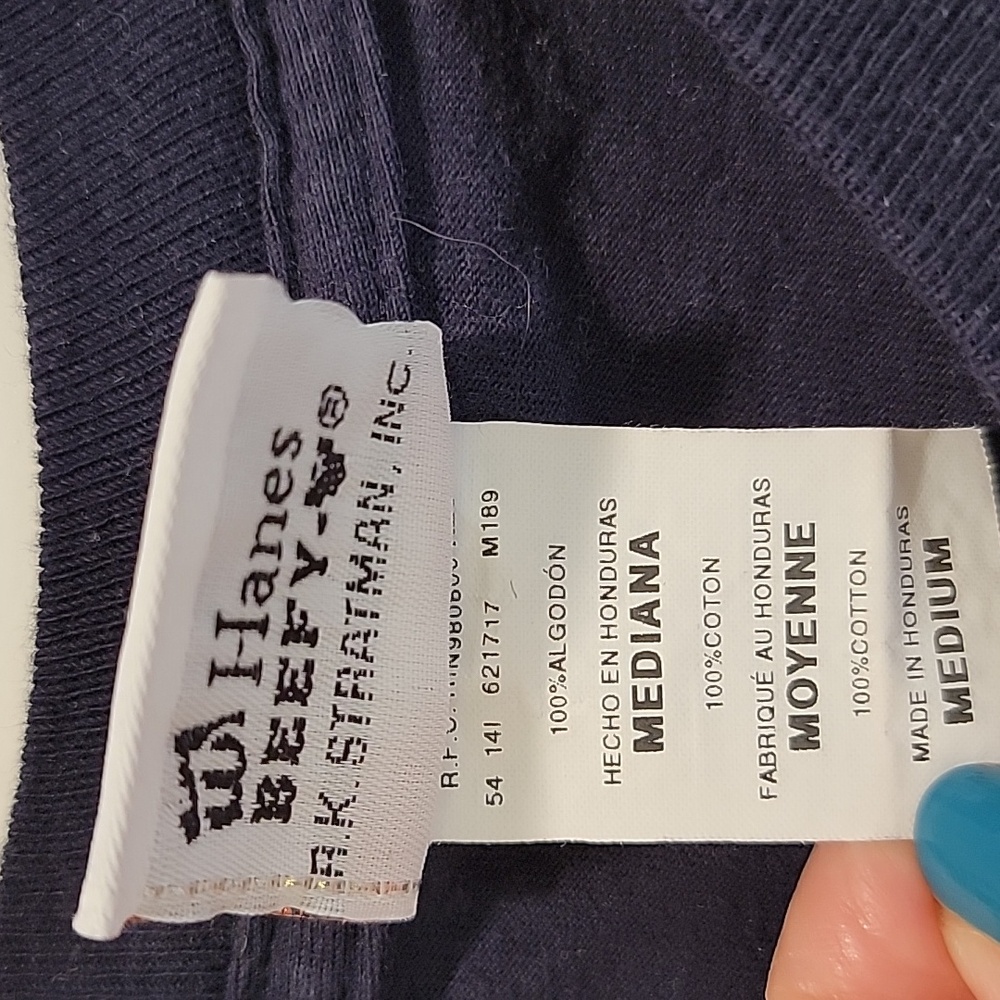 Hanes
BEEFY-T®
A.K. STRATMAN, INC.
54 14I 621717 M189
100%ALGODÓN
HECHO EN HONDURAS
MEDIANA
100%COTON
FABRIQUÉ AU HONDURAS
MOYENNE
100%COTTON
MADE IN HONDURAS
MEDIUM